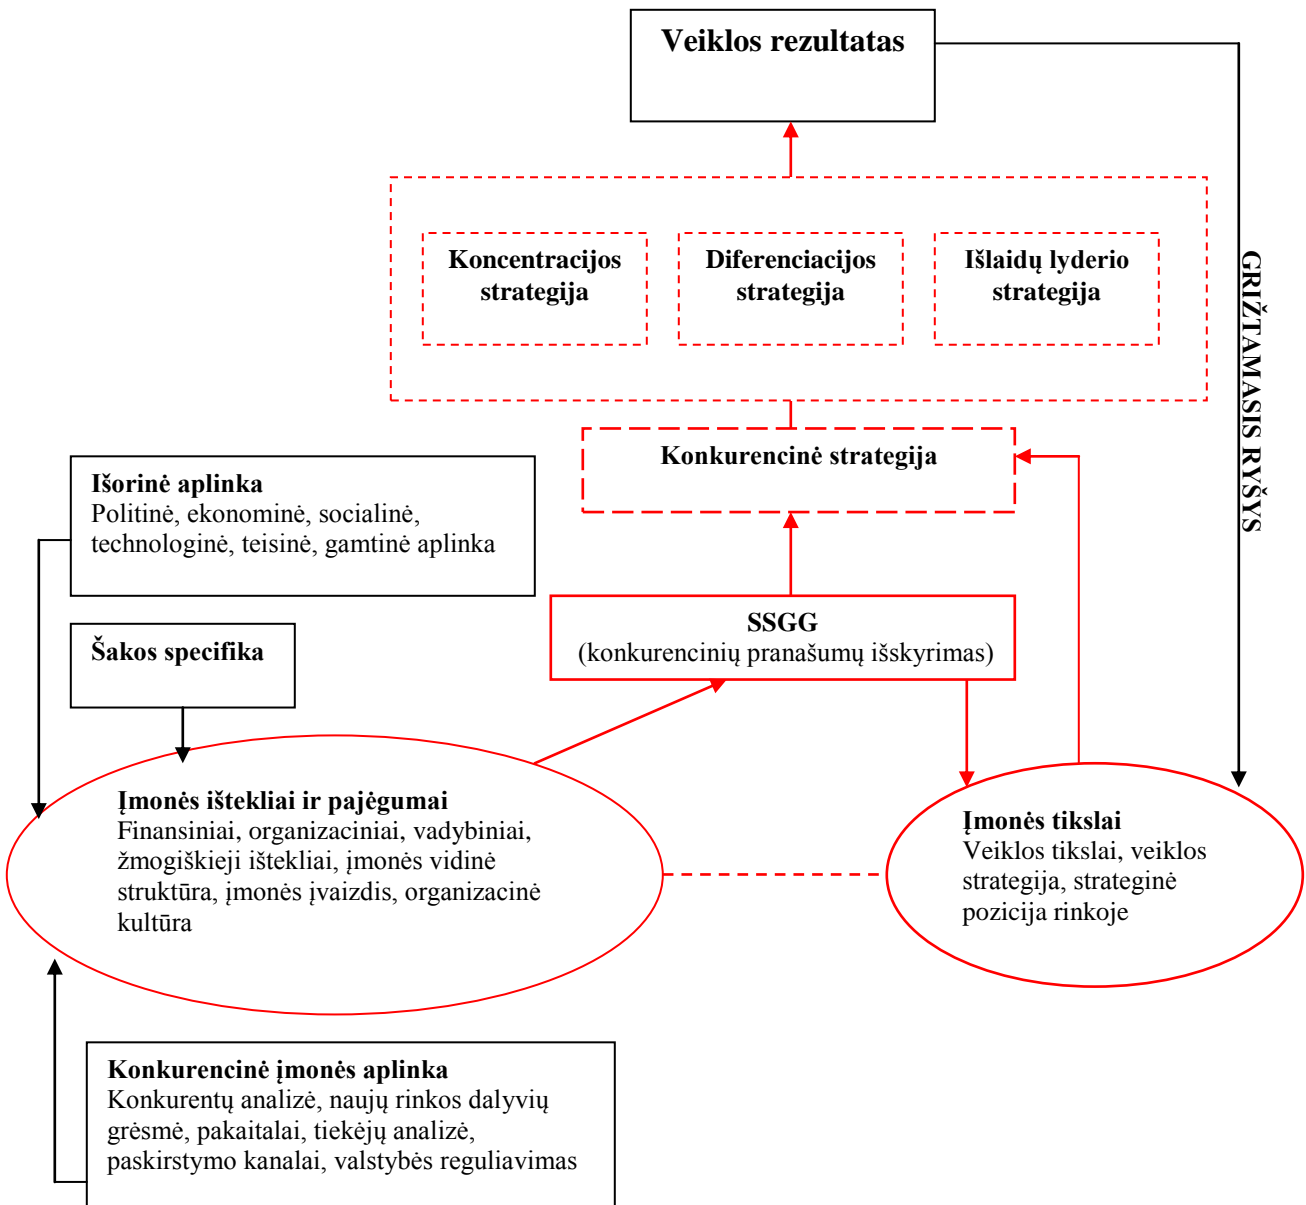 Veiklos rezultatas
Koncentracijos
strategija
Diferenciacijos
strategija
Išlaidų lyderio
strategija
GRIŽTAMASIS RYŠYS
Konkurencinė strategija
Išorinė aplinka
Politinė, ekonominė, socialinė,
technologinė, teisinė, gamtinė aplinka
SSGG
(konkurencinių pranašumų išskyrimas)
Šakos specifika
Įmonės ištekliai ir pajėgumai
Finansiniai, organizaciniai, vadybiniai,
žmogiškieji ištekliai, įmonės vidinė
struktūra, įmonės įvaizdis, organizacinė
kultūra
Įmonės tikslai
Veiklos tikslai, veiklos
strategija, strateginė
pozicija rinkoje
Konkurencinė įmonės aplinka
Konkurentų analizė, naujų rinkos dalyvių
grėsmė, pakaitalai, tiekėjų analizė,
paskirstymo kanalai, valstybės reguliavimas